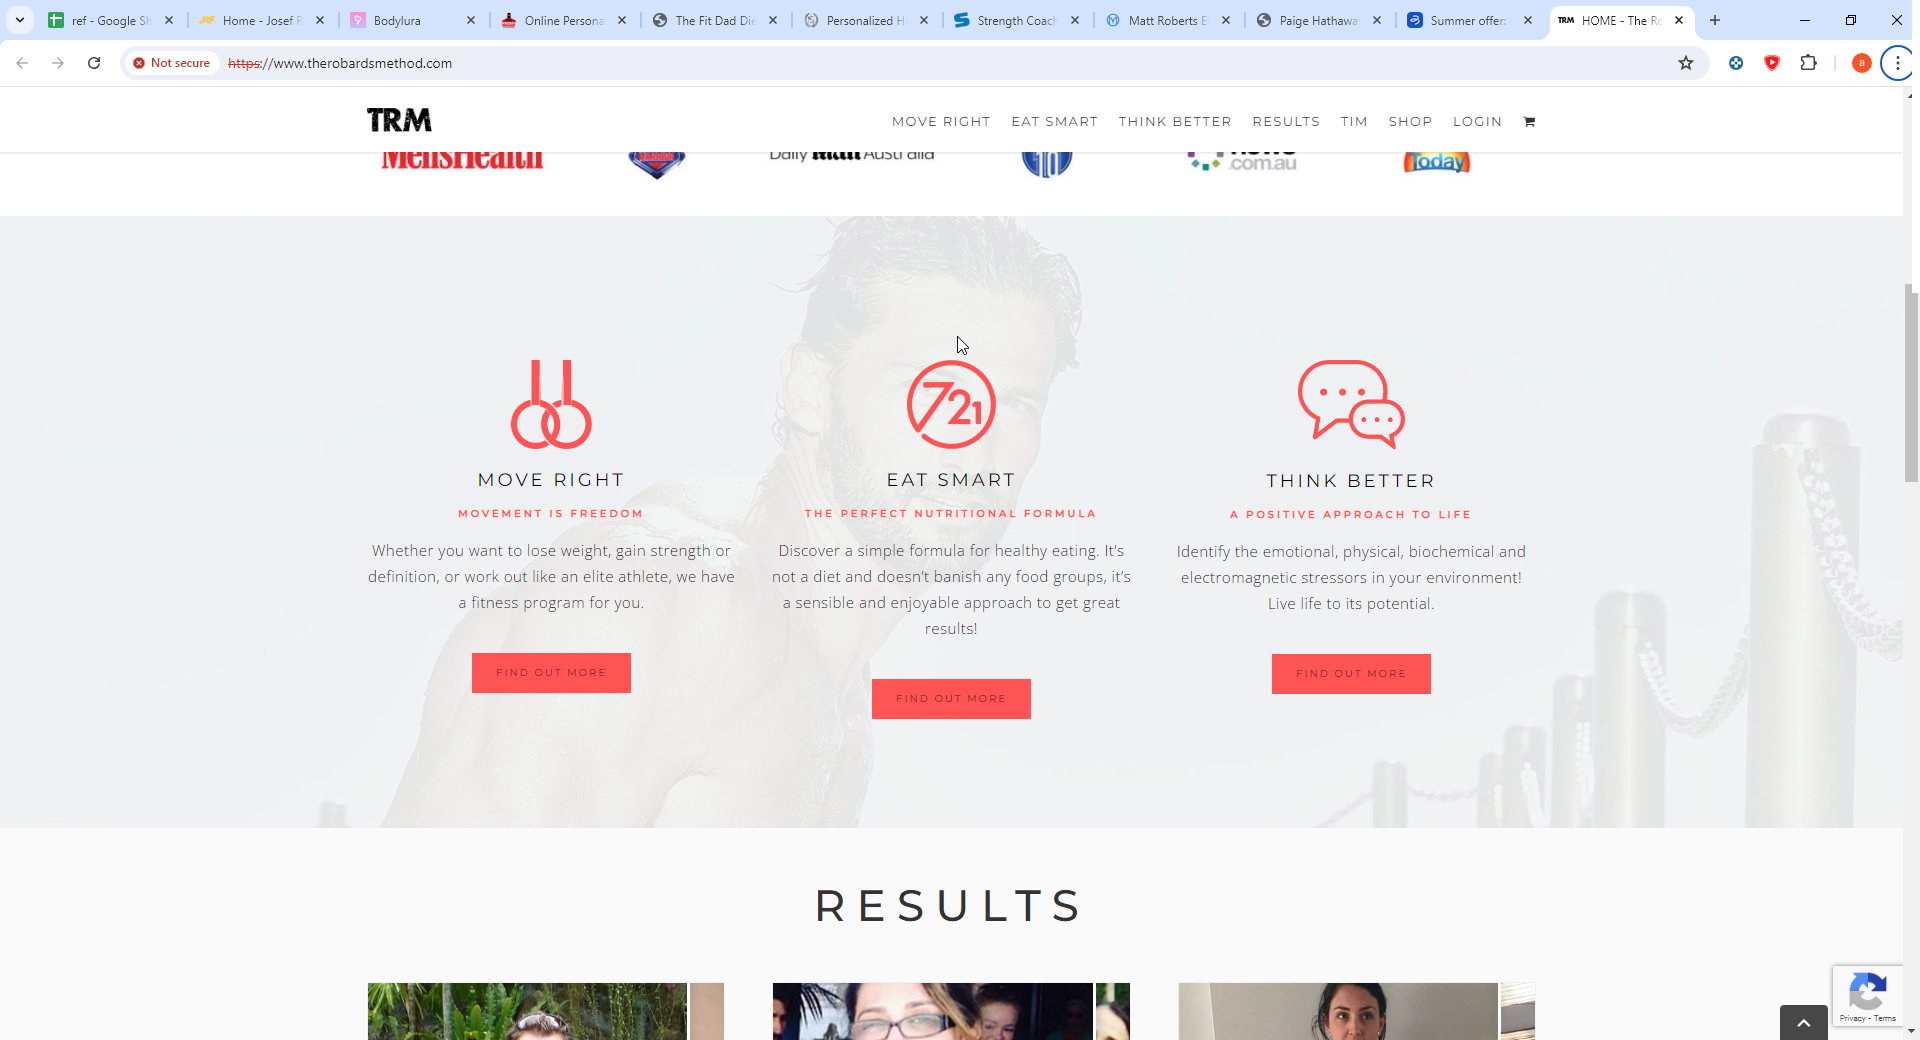 ref - Google Sh
Home - Josef R
Bodylura
Online Persona
The Fit Dad Die
Personalized H
Strength Coach
Matt Roberts E
Paige Hathaway
Summer offer:
TRM HOME - The Ro
Not secure https://www.therobardsmethod.com
a
TRM
MOVE RIGHT EAT SMART THINK BETTER RESULTS TIM SHOP LOGIN
MensHealth
Daily Mail Australia
10
news
.com.au
Today
721
MOVE RIGHT
MOVEMENT IS FREEDOM
Whether you want to lose weight, gain strength or
definition, or work out like an elite athlete, we have
a fitness program for you.
FIND OUT MORE
EAT SMART
THE PERFECT NUTRITIONAL FORMULA
Discover a simple formula for healthy eating. It's
not a diet and doesn't banish any food groups, it's
a sensible and enjoyable approach to get great
results!
FIND OUT MORE
THINK BETTER
A POSITIVE APPROACH TO LIFE
Identify the emotional, physical, biochemical and
electromagnetic stressors in your environment!
Live life to its potential.
FIND OUT MORE
RESULTS
Privacy - Terms